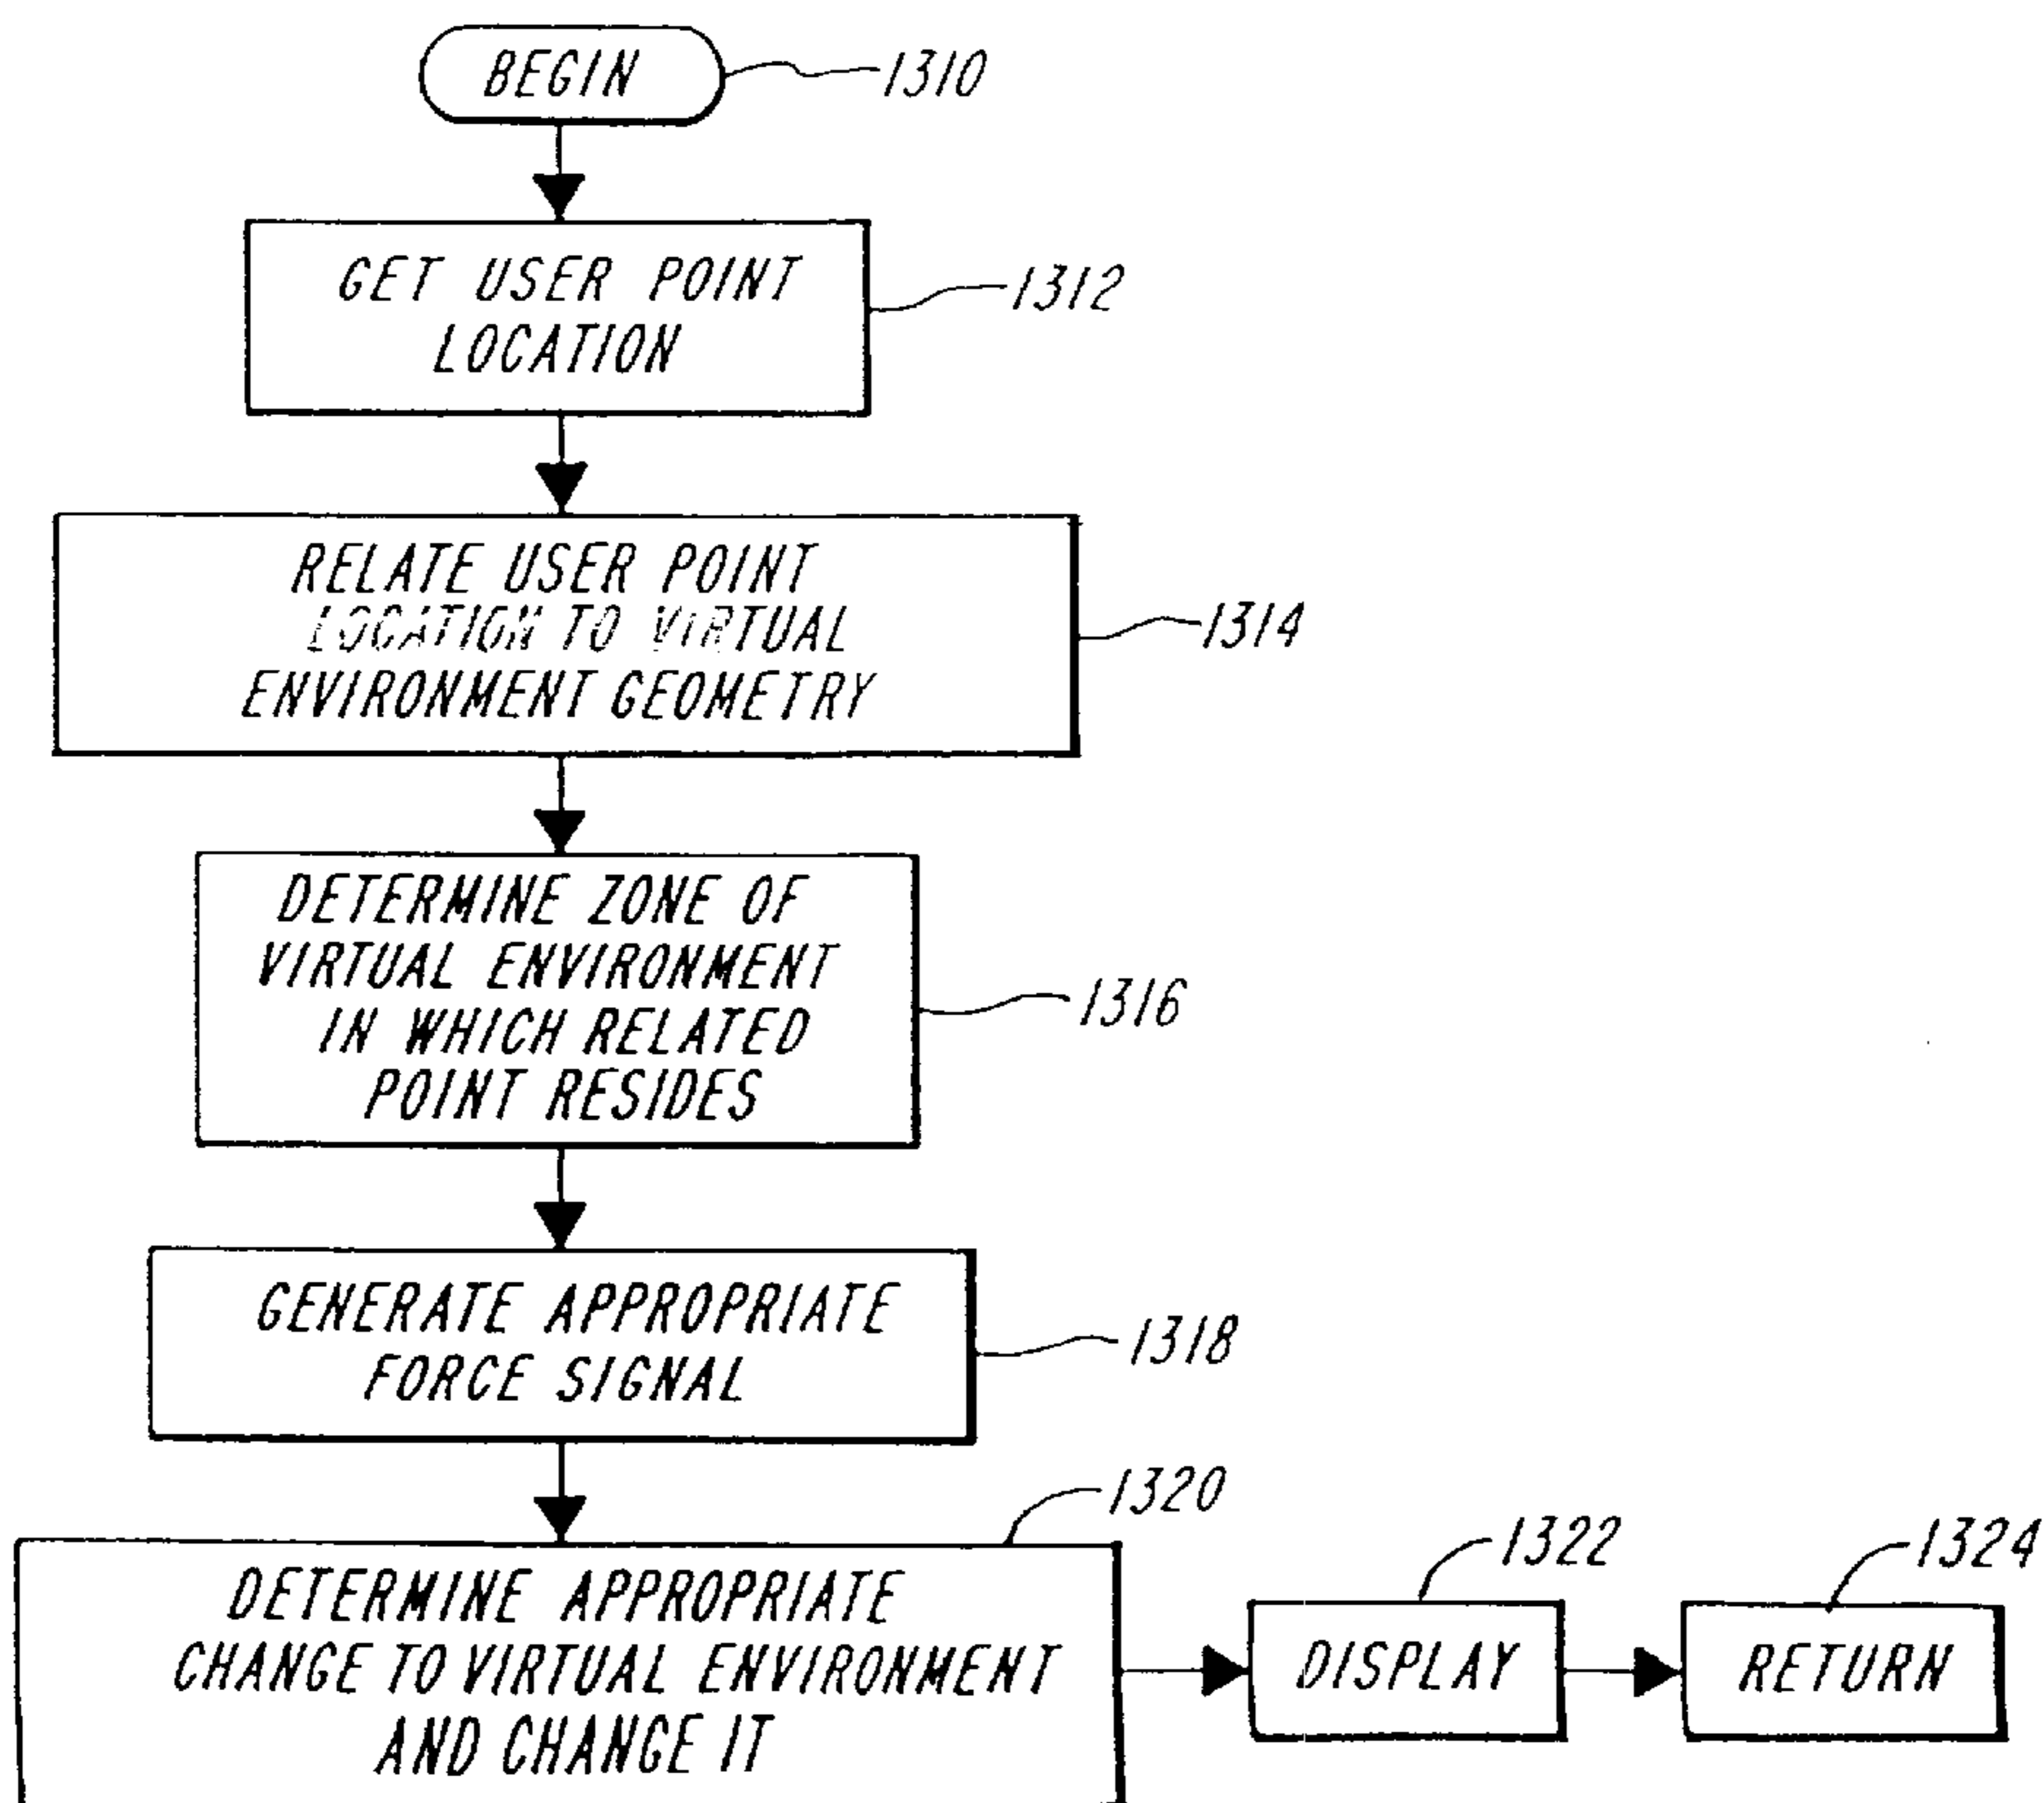 BEGIN
1310
GET USER POINT
LOCATION
1312
RELATE USER POINT
LOCATION TO VIRTUAL
ENVIRONMENT GEOMETRY
1314
DETERMINE ZONE OF
VIRTUAL ENVIRONMENT
IN WHICH RELATED
POINT RESIDES
1316
GENERATE APPROPRIATE
FORCE SIGNAL
1318
1320
DETERMINE APPROPRIATE
CHANGE TO VIRTUAL ENVIRONMENT
AND CHANGE IT
1322
DISPLAY
1324
RETURN